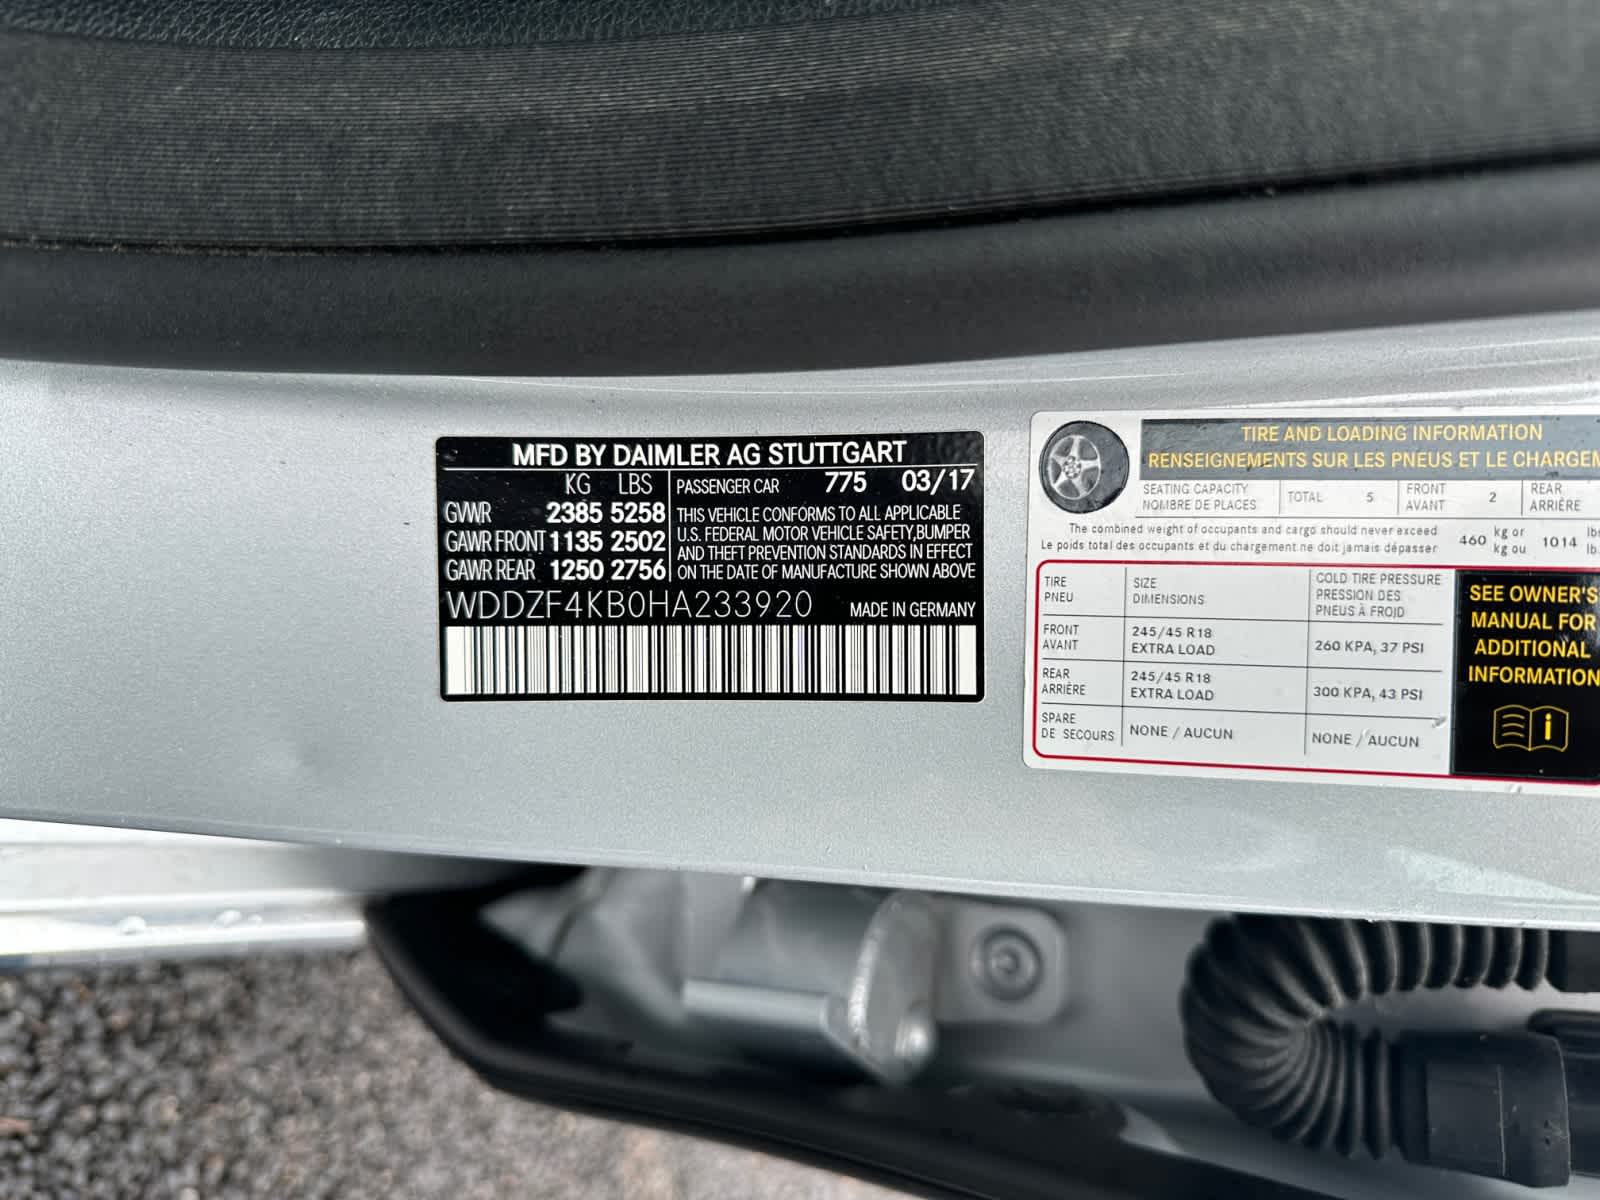 MFD BY DAIMLER AG STUTTGART
KG LBS PASSENGER CAR 775 03/17
GWR 2385 5258
GAWR FRONT 1135 2502
GAWR REAR 1250 2756
THIS VEHICLE CONFORMS TO ALL APPLICABLE
U.S. FEDERAL MOTOR VEHICLE SAFETY,BUMPER
AND THEFT PREVENTION STANDARDS IN EFFECT
ON THE DATE OF MANUFACTURE SHOWN ABOVE
WDDZF4KB0HA233920 MADE IN GERMANY
TIRE AND LOADING INFORMATION
RENSEIGNEMENTS SUR LES PNEUS ET LE CHARGEM
SEATING CAPACITY
NOMBRE DE PLACES
TOTAL 5
FRONT
AVANT
2
REAR
ARRIÈRE
The combined weight of occupants and cargo should never exceed
Le poids total des occupants et du chargement ne doit jamais dépasser
460
kg or
kg ou
1014
lbs
lb.
TIRE
PNEU
SIZE
DIMENSIONS
COLD TIRE PRESSURE
PRESSION DES
PNEUS À FROID
FRONT
AVANT
245/45 R18
EXTRA LOAD
260 KPA, 37 PSI
REAR
ARRIÈRE
245/45 R18
EXTRA LOAD
300 KPA, 43 PSI
SPARE
DE SECOURS
NONE / AUCUN
NONE / AUCUN
SEE OWNER'S
MANUAL FOR
ADDITIONAL
INFORMATION